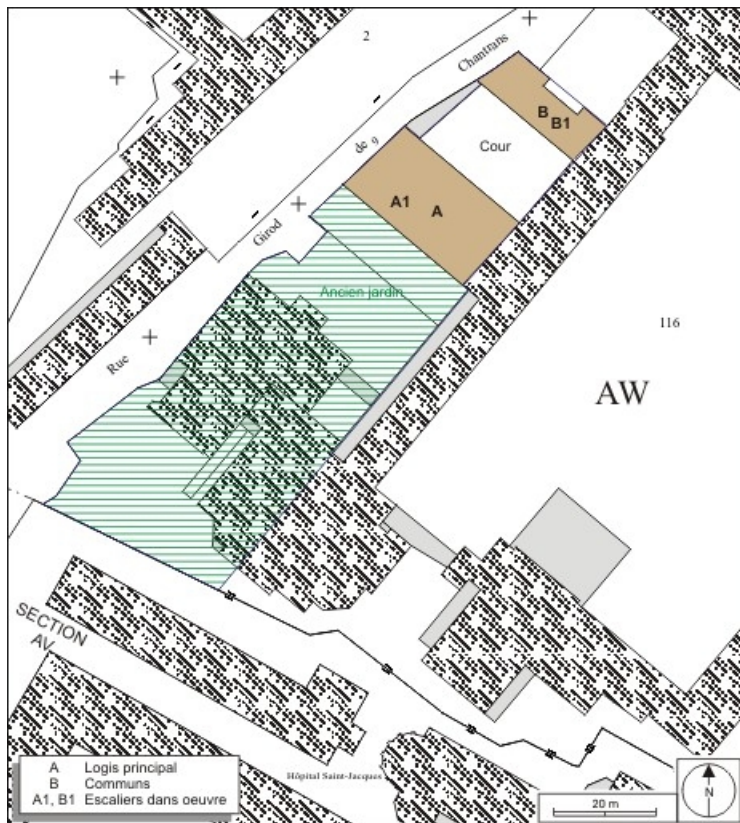 2
Chantrans
B
B1
Cour
de
9
A1
A
Girod
Ancien jardin
116
Rue
AW
SECTION
AV
A Logis principal
B Communs
A1, B1 Escaliers dans oeuvre
Hôpital Saint-Jacques
20 m
N